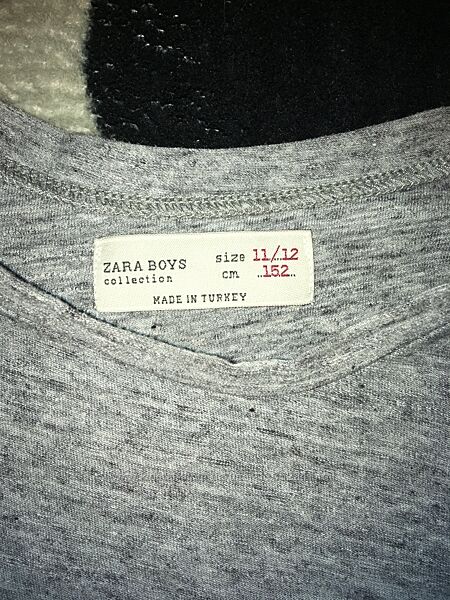 ZARA BOYS
collection
size 11/12
cm ..152..
MADE IN TURKEY